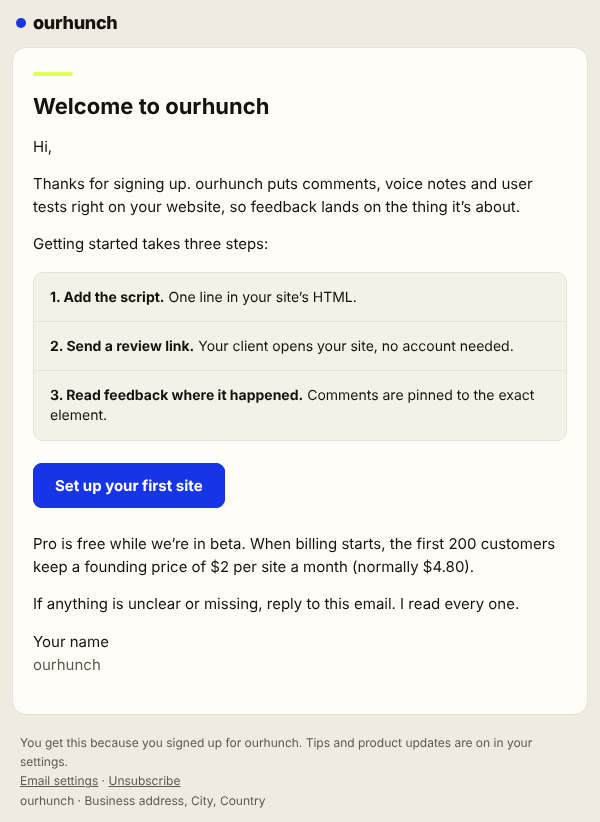 ourhunch
Welcome to ourhunch
Hi,
Thanks for signing up. ourhunch puts comments, voice notes and user
tests right on your website, so feedback lands on the thing it’s about.
Getting started takes three steps:
1. Add the script. One line in your site’s HTML.
2. Send a review link. Your client opens your site, no account needed.
3. Read feedback where it happened. Comments are pinned to the exact
element.
Set up your first site
Pro is free while we’re in beta. When billing starts, the first 200 customers
keep a founding price of $2 per site a month (normally $4.80).
If anything is unclear or missing, reply to this email. I read every one.
Your name
ourhunch
You get this because you signed up for ourhunch. Tips and product updates are on in your
settings.
Email settings · Unsubscribe
ourhunch · Business address, City, Country